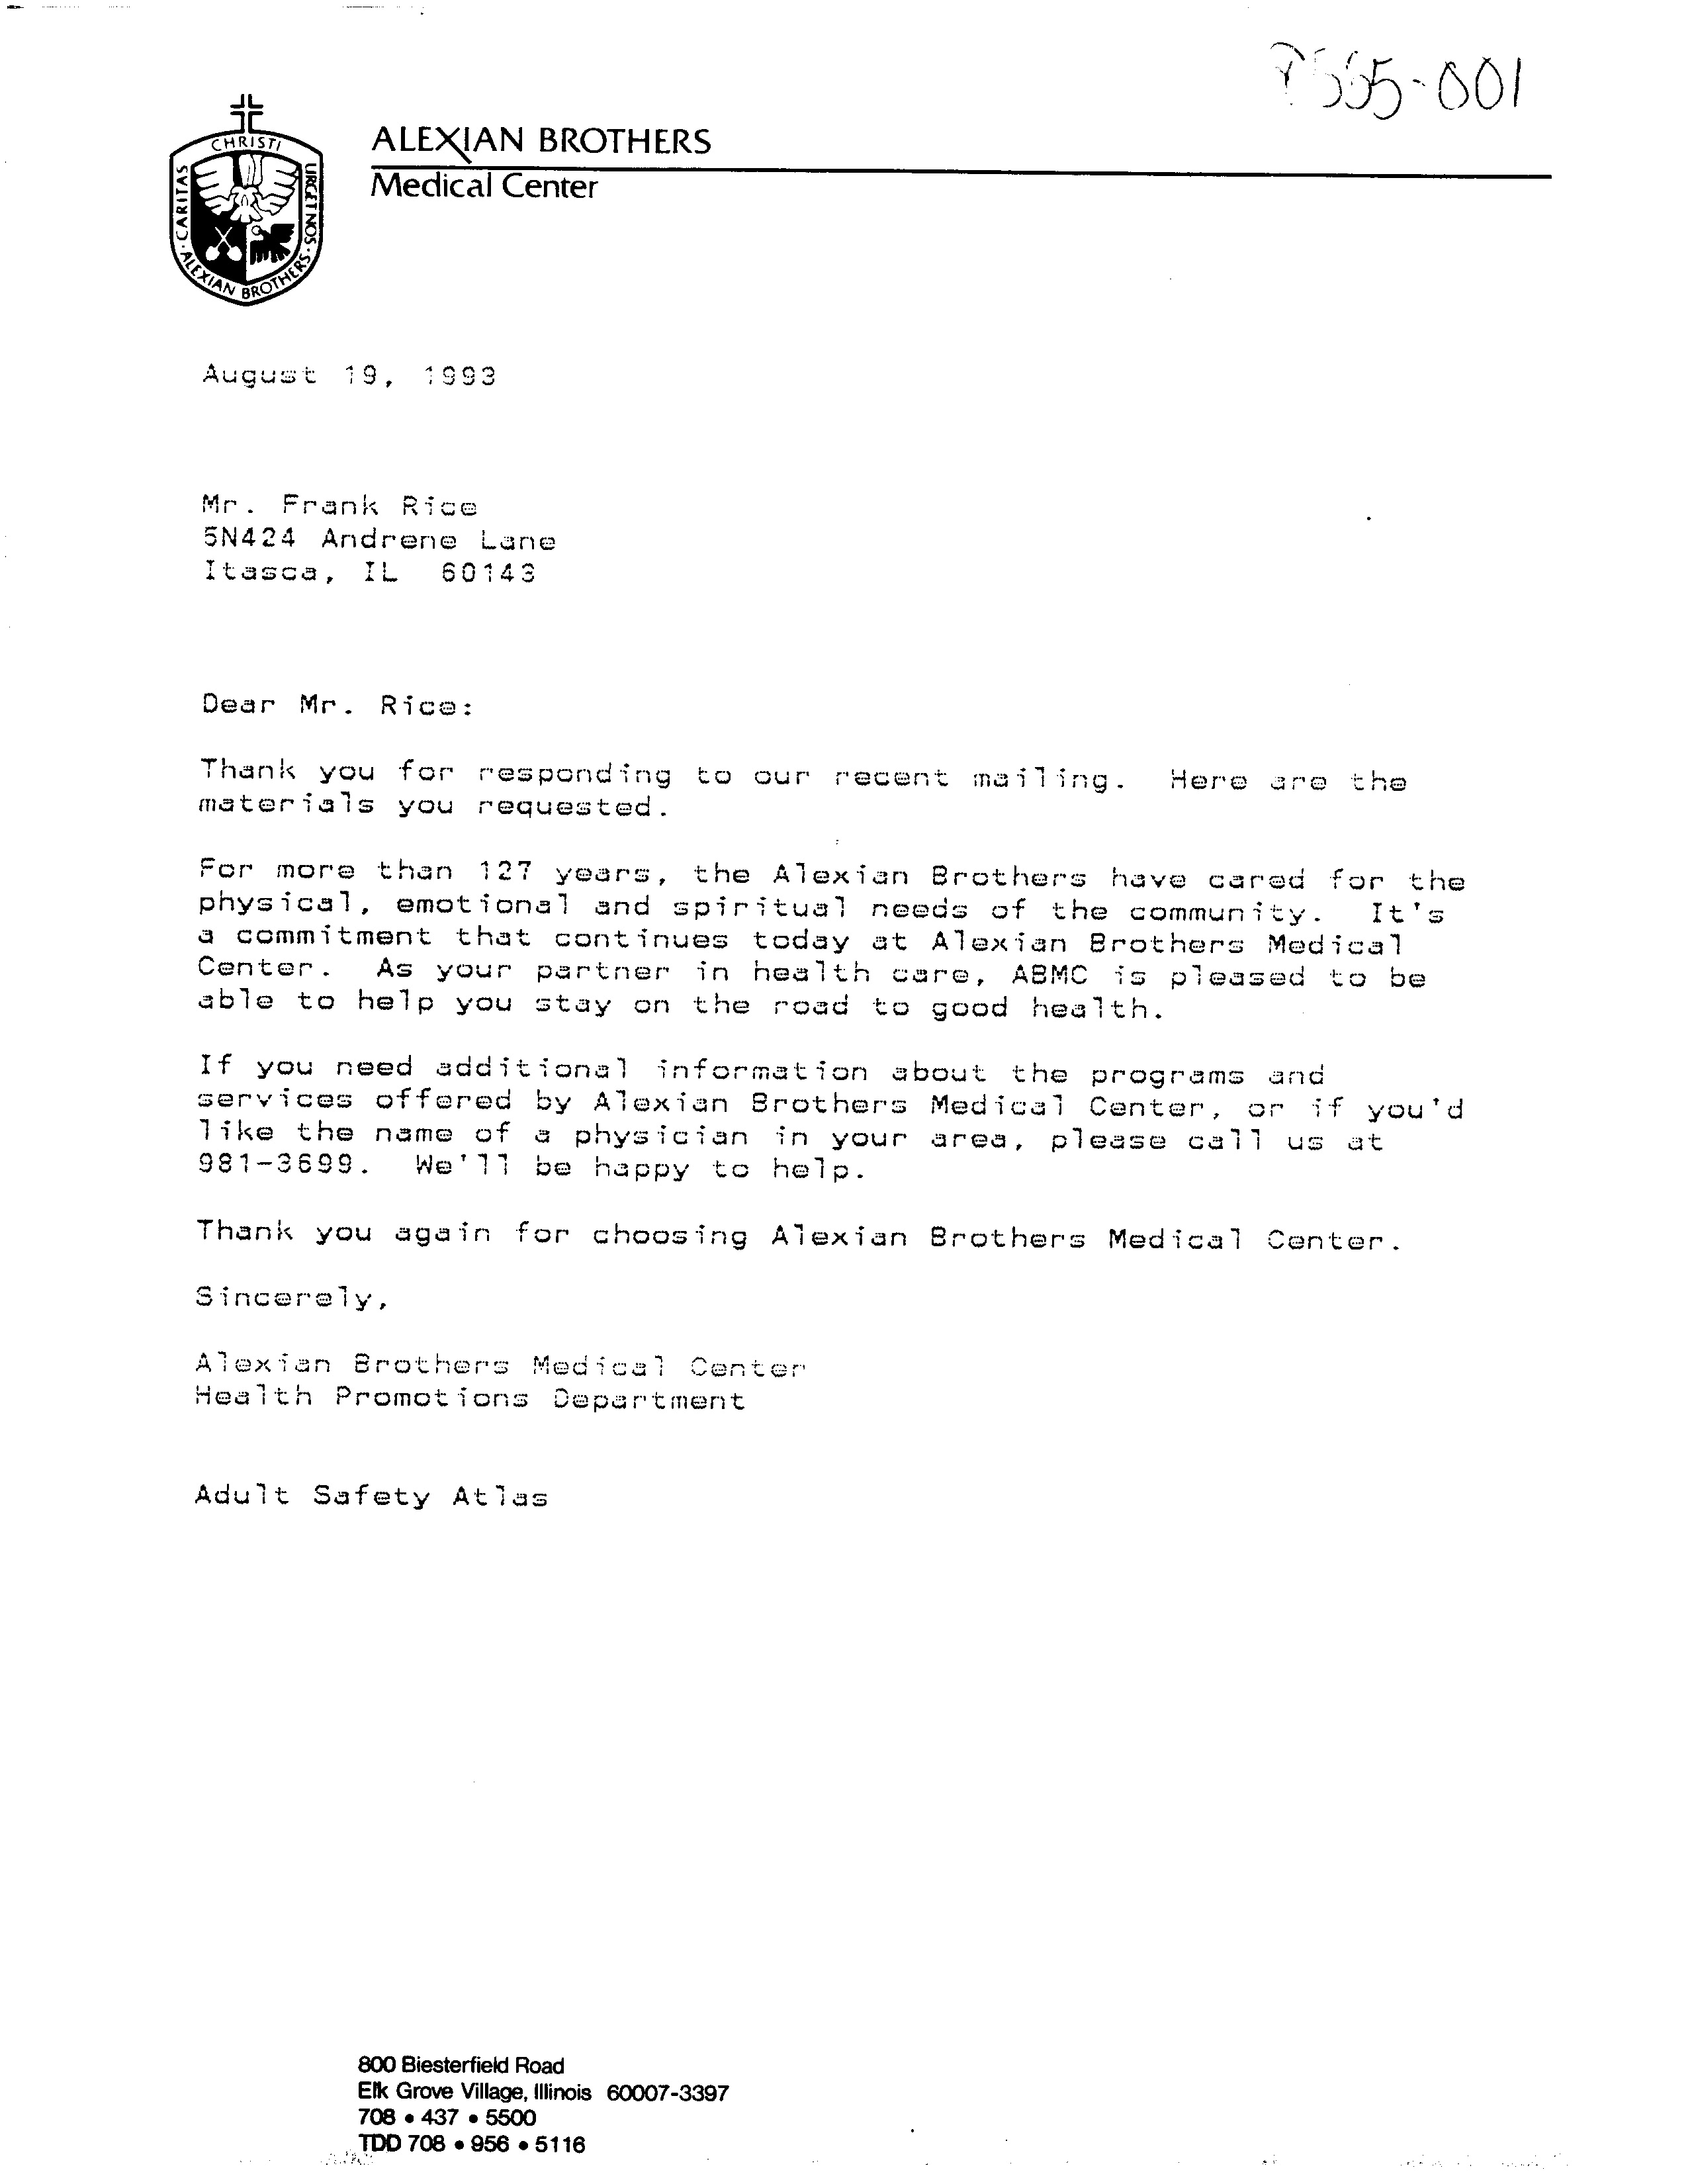 555-001
CHRISTI
CARITAS
URGET NOS
ALEXIAN BROTHERS
ALEXIAN BROTHERS
Medical Center
August 19, 1993
Mr. Frank Rice
5N424 Andrene Lane
Itasca, IL  60143
Dear Mr. Rice:
Thank you for responding to our recent mailing.  Here are the
materials you requested.
For more than 127 years, the Alexian Brothers have cared for the
physical, emotional and spiritual needs of the community.  It's
a commitment that continues today at Alexian Brothers Medical
Center.  As your partner in health care, ABMC is pleased to be
able to help you stay on the road to good health.
If you need additional information about the programs and
services offered by Alexian Brothers Medical Center, or if you'd
like the name of a physician in your area, please call us at
981-3699.  We'll be happy to help.
Thank you again for choosing Alexian Brothers Medical Center.
Sincerely,
Alexian Brothers Medical Center
Health Promotions Department
Adult Safety Atlas
800 Biesterfield Road
Elk Grove Village, Illinois  60007-3397
708 • 437 • 5500
TDD 708 • 956 • 5116